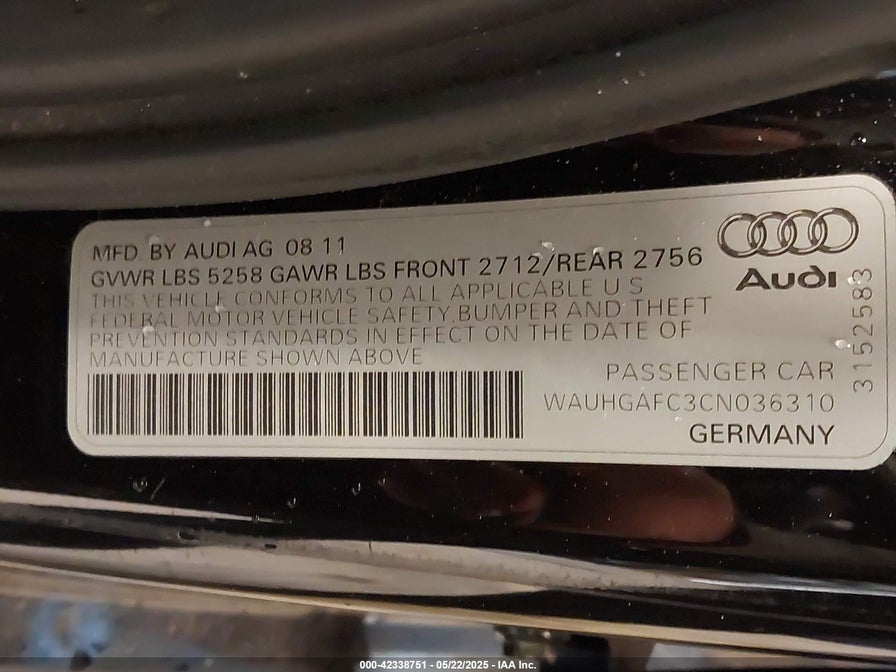 MFD BY AUDI AG 08 11
GVWR LBS 5258 GAWR LBS FRONT 2712/REAR 2756
THIS VEHICLE CONFORMS TO ALL APPLICABLE U S
FEDERAL MOTOR VEHICLE SAFETY,BUMPER AND THEFT
PREVENTION STANDARDS IN EFFECT ON THE DATE OF
MANUFACTURE SHOWN ABOVE
Audi
3152583
PASSENGER CAR
WAUHGAFC3CN036310
GERMANY
000-42338751 - 05/22/2025 - IAA Inc.